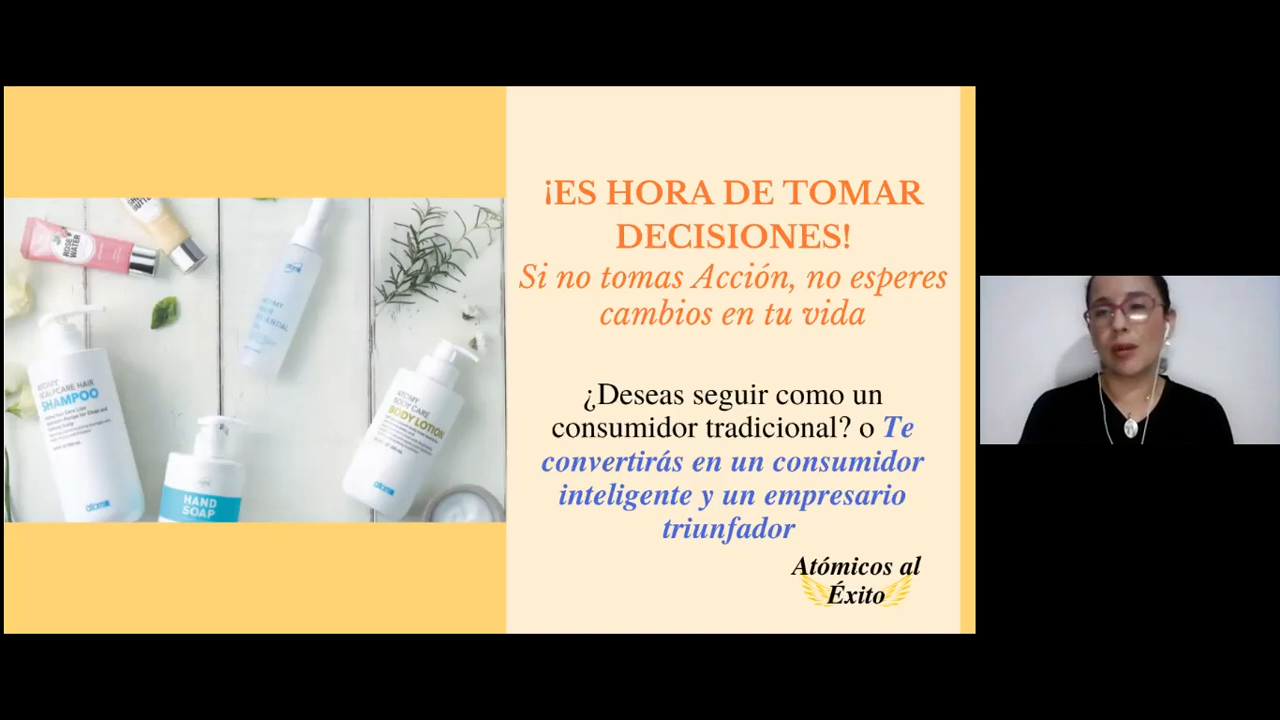 ¡ES HORA DE TOMAR
DECISIONES!
Si no tomas Acción, no esperes
cambios en tu vida
¿Deseas seguir como un
consumidor tradicional? o Te
convertirás en un consumidor
inteligente y un empresario
triunfador
Atómicos al
Éxito
ROSE
WATER
ATOMY
SCALPCARE HAIR
SHAMPOO
HAND
SOAP
ATOMY
BODY CARE
BODY LOTION